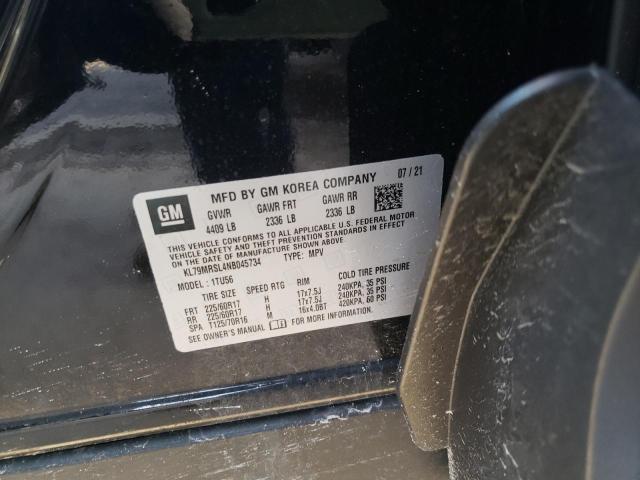 MFD BY GM KOREA COMPANY 07 / 21
GM
GVWR GAWR FRT GAWR RR
4409 LB 2336 LB 2336 LB
THIS VEHICLE CONFORMS TO ALL APPLICABLE U.S. FEDERAL MOTOR
VEHICLE SAFETY AND THEFT PREVENTION STANDARDS IN EFFECT
ON THE DATE OF MANUFACTURE SHOWN ABOVE.
KL79MRSL4NB045734 TYPE: MPV
MODEL: 1TU56
TIRE SIZE SPEED RTG RIM COLD TIRE PRESSURE
FRT 225/60R17 H 17x7.5J 240KPA, 35 PSI
RR 225/60R17 H 17x7.5J 240KPA, 35 PSI
SPA T125/70R16 M 16x4.0BT 420KPA, 60 PSI
SEE OWNER'S MANUAL FOR MORE INFORMATION.